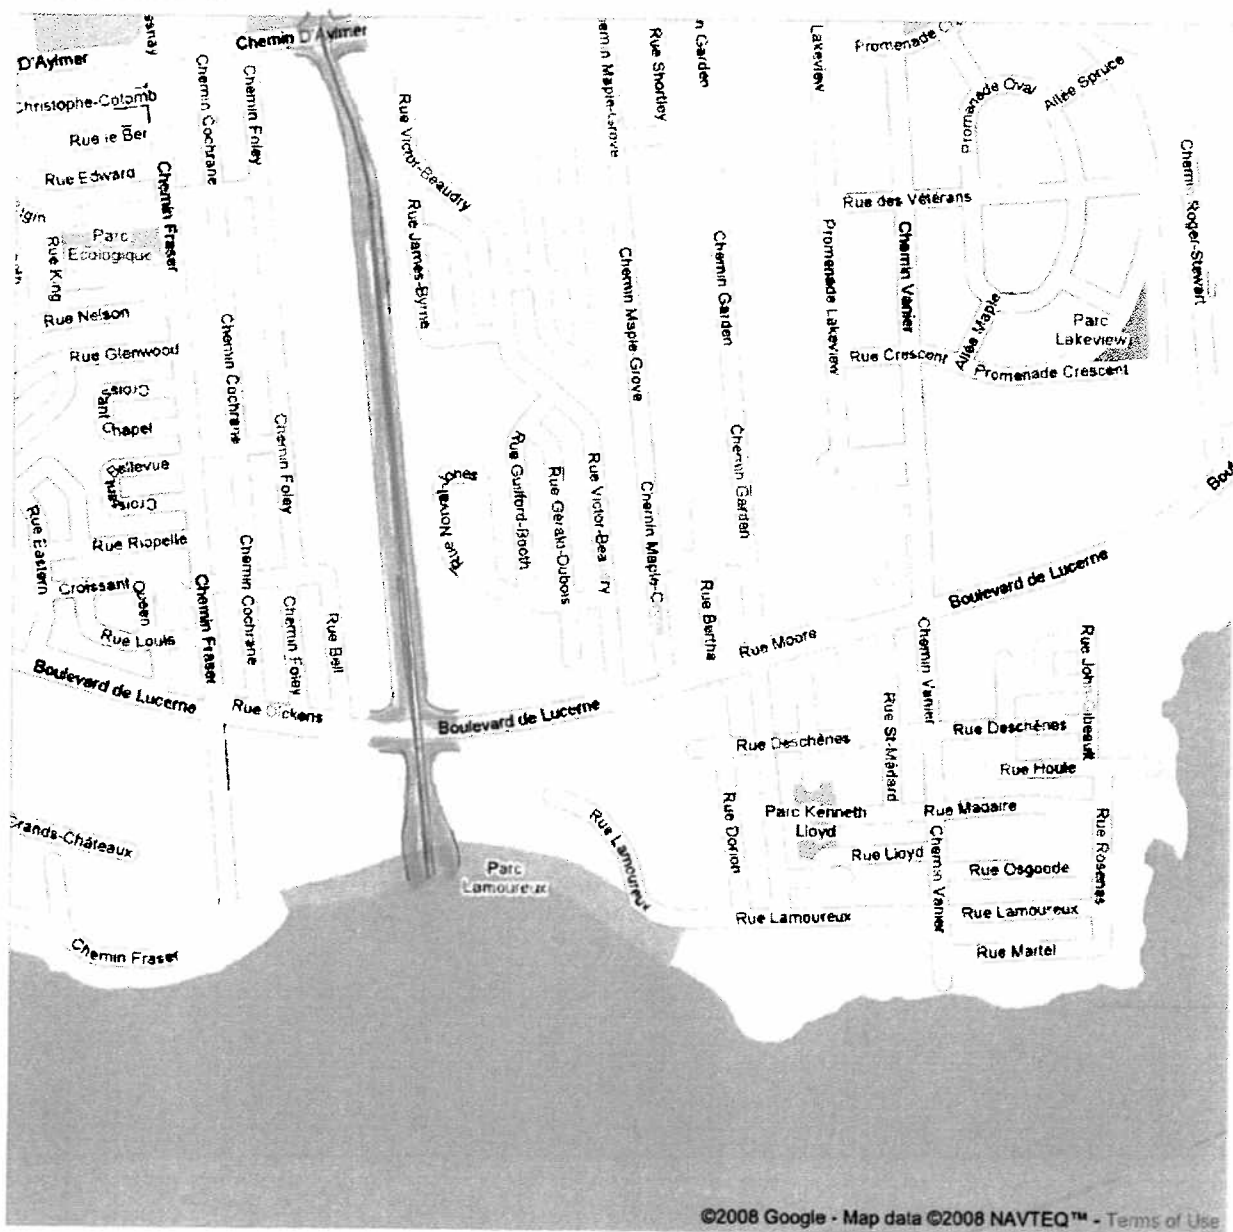 Chemin D'Aylmer
D'Aylmer
Christophe-Colomb
Rue le Ber
Rue Edward
Parc
Ecologique
Rue King
Rue Nelson
Rue Glenwood
Crois
Chapel
Bellevue
Crois
Rue Riopelle
Rue Eastern
Croissant
Queen
Rue Louis
Boulevard de Lucerne
Chemin Fraser
Chemin Fraser
Chemin Cochrane
Chemin Cochrane
Chemin Cochrane
Chemin Foley
Chemin Foley
Chemin Foley
Rue Bell
Rue Dickens
Grands-Châteaux
Chemin Fraser
Rue Victor-Beaudry
Rue James-Byrne
Jones
Rue Norval
Rue Guilford-Booth
Rue Gérald-Dubois
Rue Victor-Bea ry
Chemin Maple-Grove
Chemin Maple-Grove
Rue Shortley
n Garden
Chemin Garden
Chemin Garden
Rue Bertha
Boulevard de Lucerne
Parc
Lamoureux
Rue Lamoureux
Lakeview
Promenade Lakeview
Promenade Oval
Allée Spruce
Rue des Vétérans
Chemin Vanier
Chemin Roger-Stewart
Allée Maple
Parc
Lakeview
Rue Crescent
Promenade Crescent
Boulevard de Lucerne
Rue Moore
Chemin Vanier
Rue St-Médard
Rue Deschênes
Rue Deschênes
Rue Houle
Parc Kenneth
Lloyd
Rue Madaire
Rue Dorion
Rue Lloyd
Chemin Vanier
Rue Osgoode
Rue Rosenes
Rue Lamoureux
Rue Lamoureux
Rue Martel
©2008 Google - Map data ©2008 NAVTEQ™ - Terms of Use